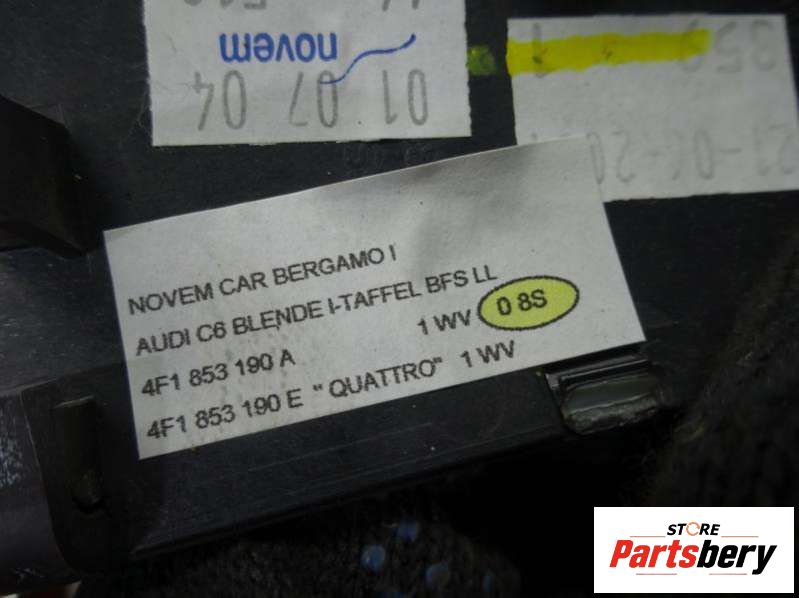 novem
01 07 04
NOVEM CAR BERGAMO I
AUDI C6 BLENDE I-TAFFEL BFS LL
4F1 853 190 A 1 WV 0 8S
4F1 853 190 E " QUATTRO" 1 WV
STORE
Partsbery